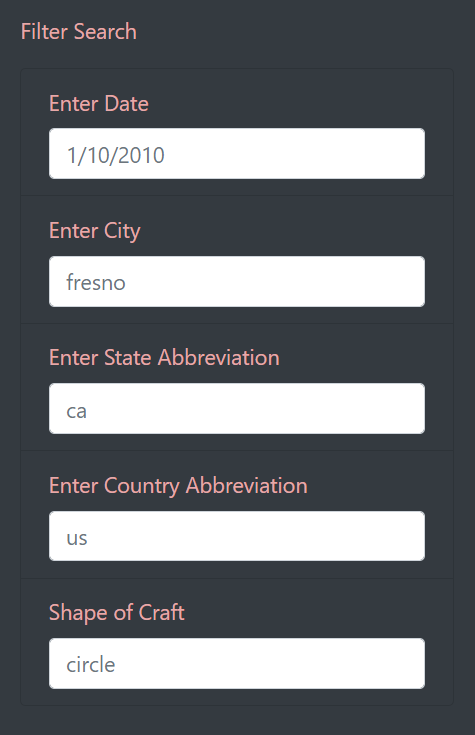 Filter Search
Enter Date
1/10/2010
Enter City
fresno
Enter State Abbreviation
ca
Enter Country Abbreviation
us
Shape of Craft
circle